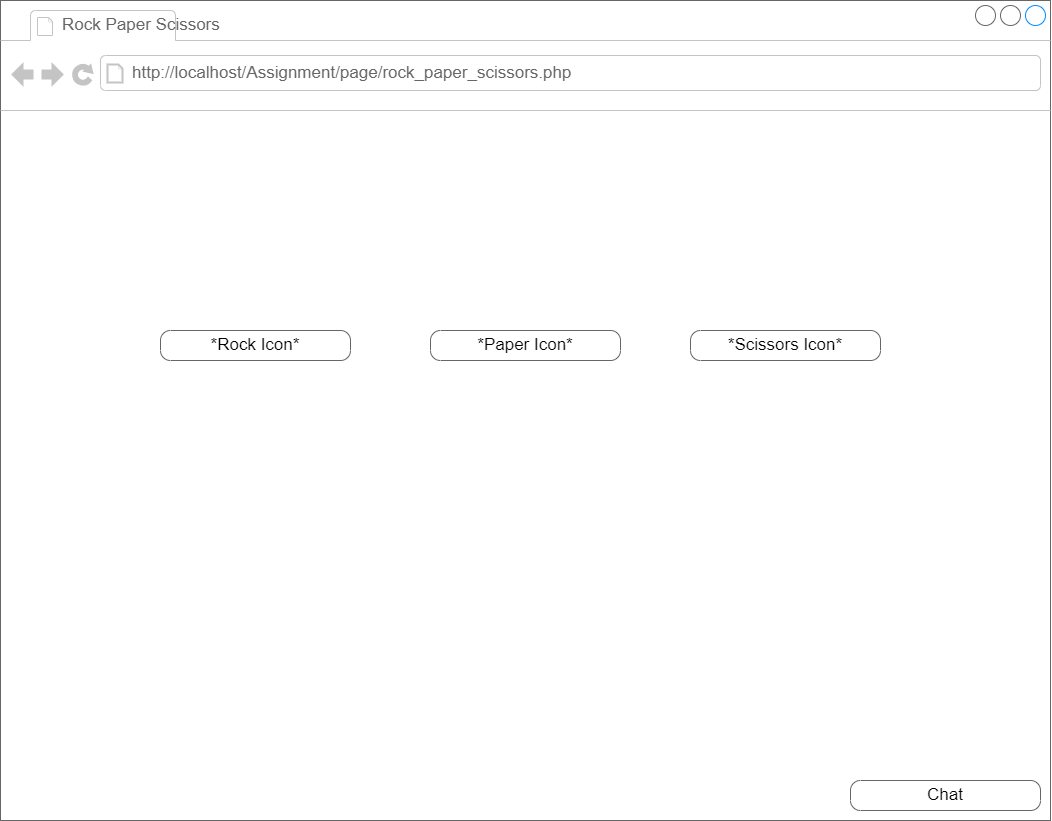 Rock Paper Scissors
http://localhost/Assignment/page/rock_paper_scissors.php
*Rock Icon* *Paper Icon* *Scissors Icon*
Chat